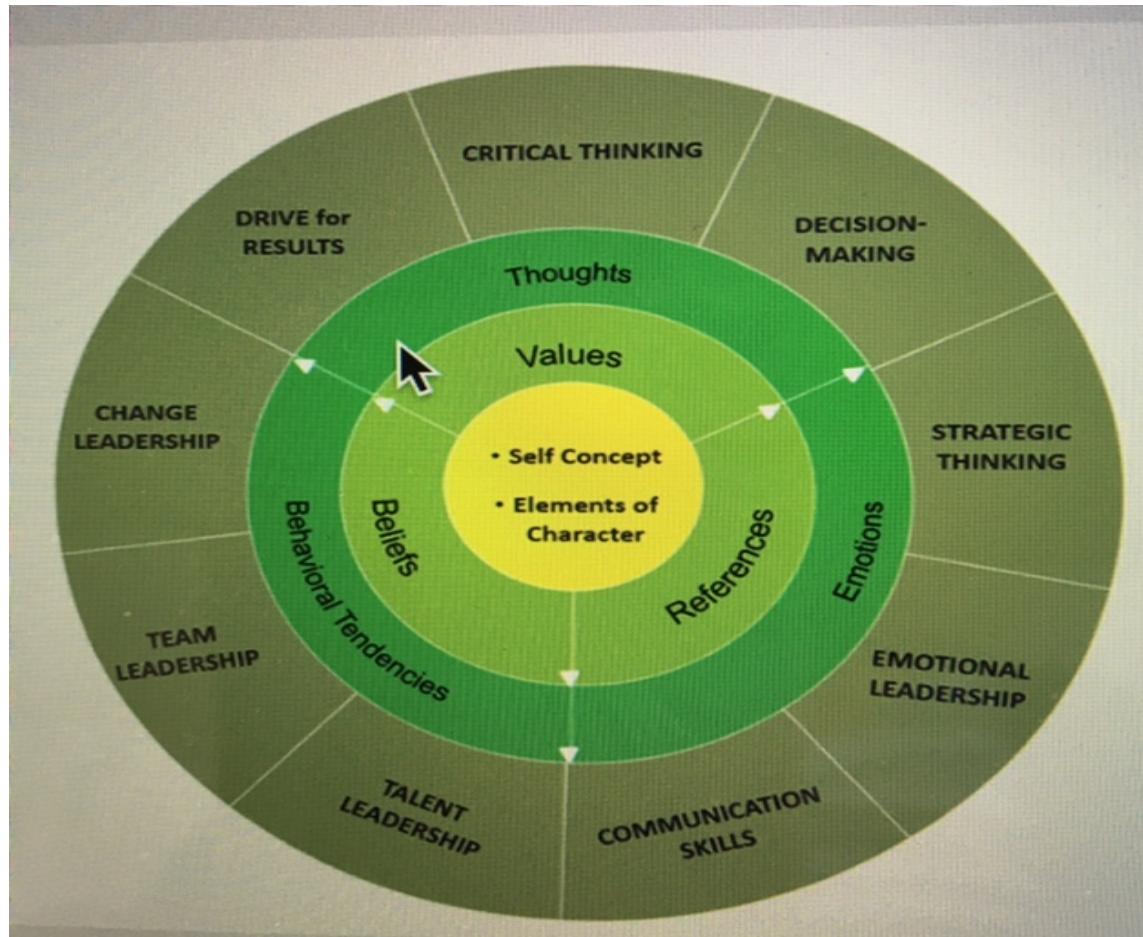 CRITICAL THINKING
DECISION-
MAKING
STRATEGIC
THINKING
EMOTIONAL
LEADERSHIP
COMMUNICATION
SKILLS
TALENT
LEADERSHIP
TEAM
LEADERSHIP
CHANGE
LEADERSHIP
DRIVE for
RESULTS
Thoughts
Emotions
Behavioral Tendencies
Values
References
Beliefs
• Self Concept
• Elements of
Character